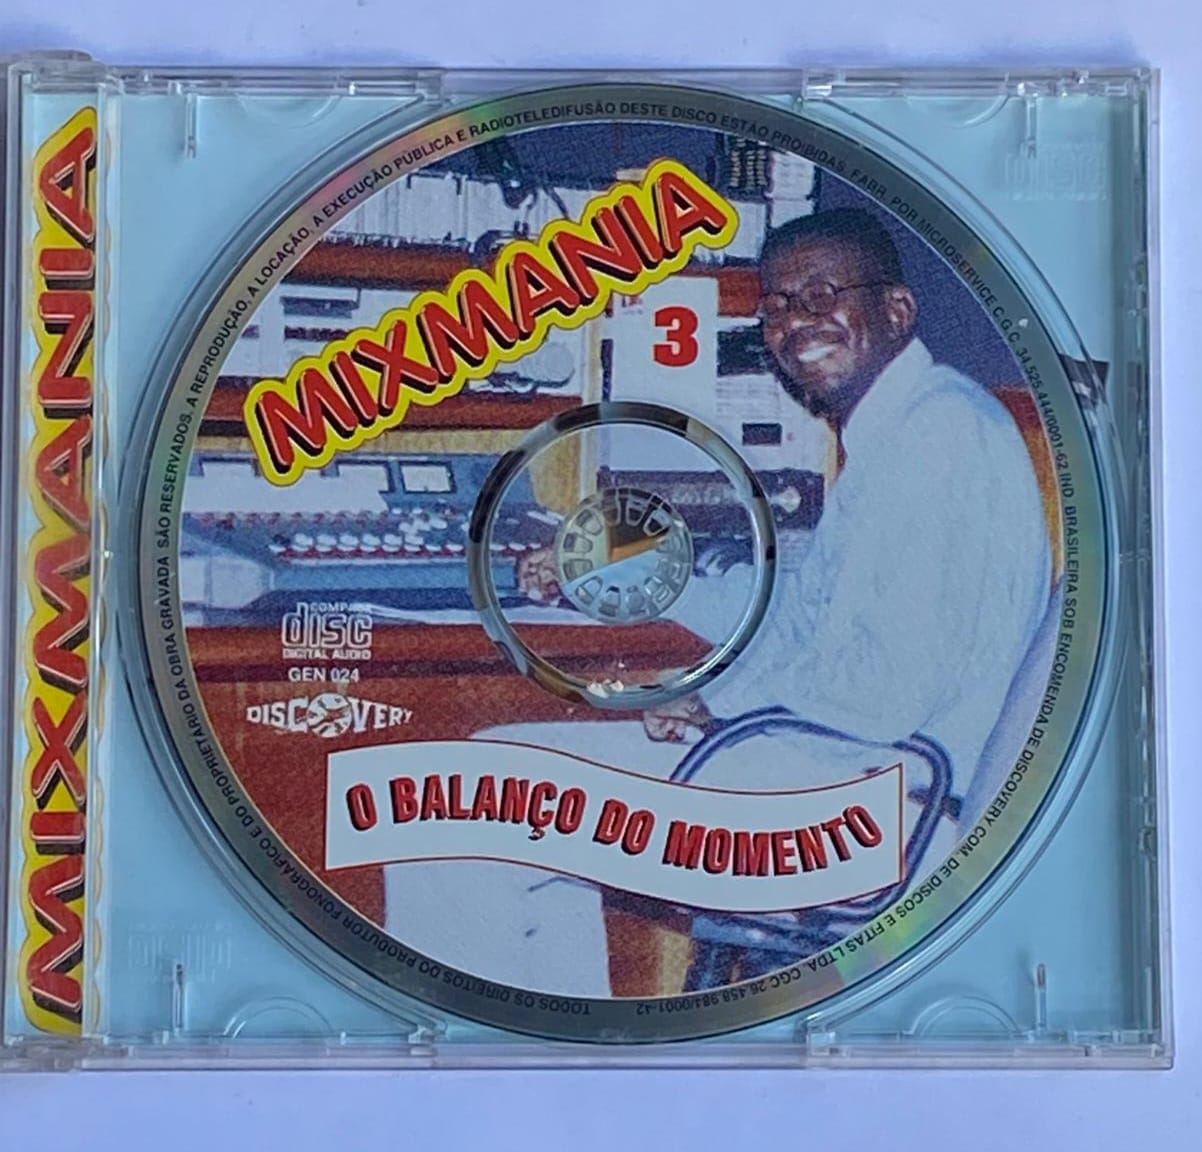 MIXMANIA
MIXMANIA
3
COMPACT
disc
DIGITAL AUDIO
GEN 024
DISCOVERY
O BALANÇO DO MOMENTO
TODOS OS DIREITOS DO PRODUTOR FONOGRÁFICO E DO PROPRIETÁRIO DA OBRA GRAVADA SÃO RESERVADOS. A REPRODUÇÃO, A LOCAÇÃO, A EXECUÇÃO PÚBLICA E RADIOTELEDIFUSÃO DESTE DISCO ESTÃO PROIBIDAS. FABR. POR MICROSERVICE C.G.C. 34.525.444/0001-62 IND. BRASILEIRA SOB ENCOMENDA DE DISCOVERY COM. DE DISCOS E FITAS LTDA. CGC 26.458.984/0001-42
disc